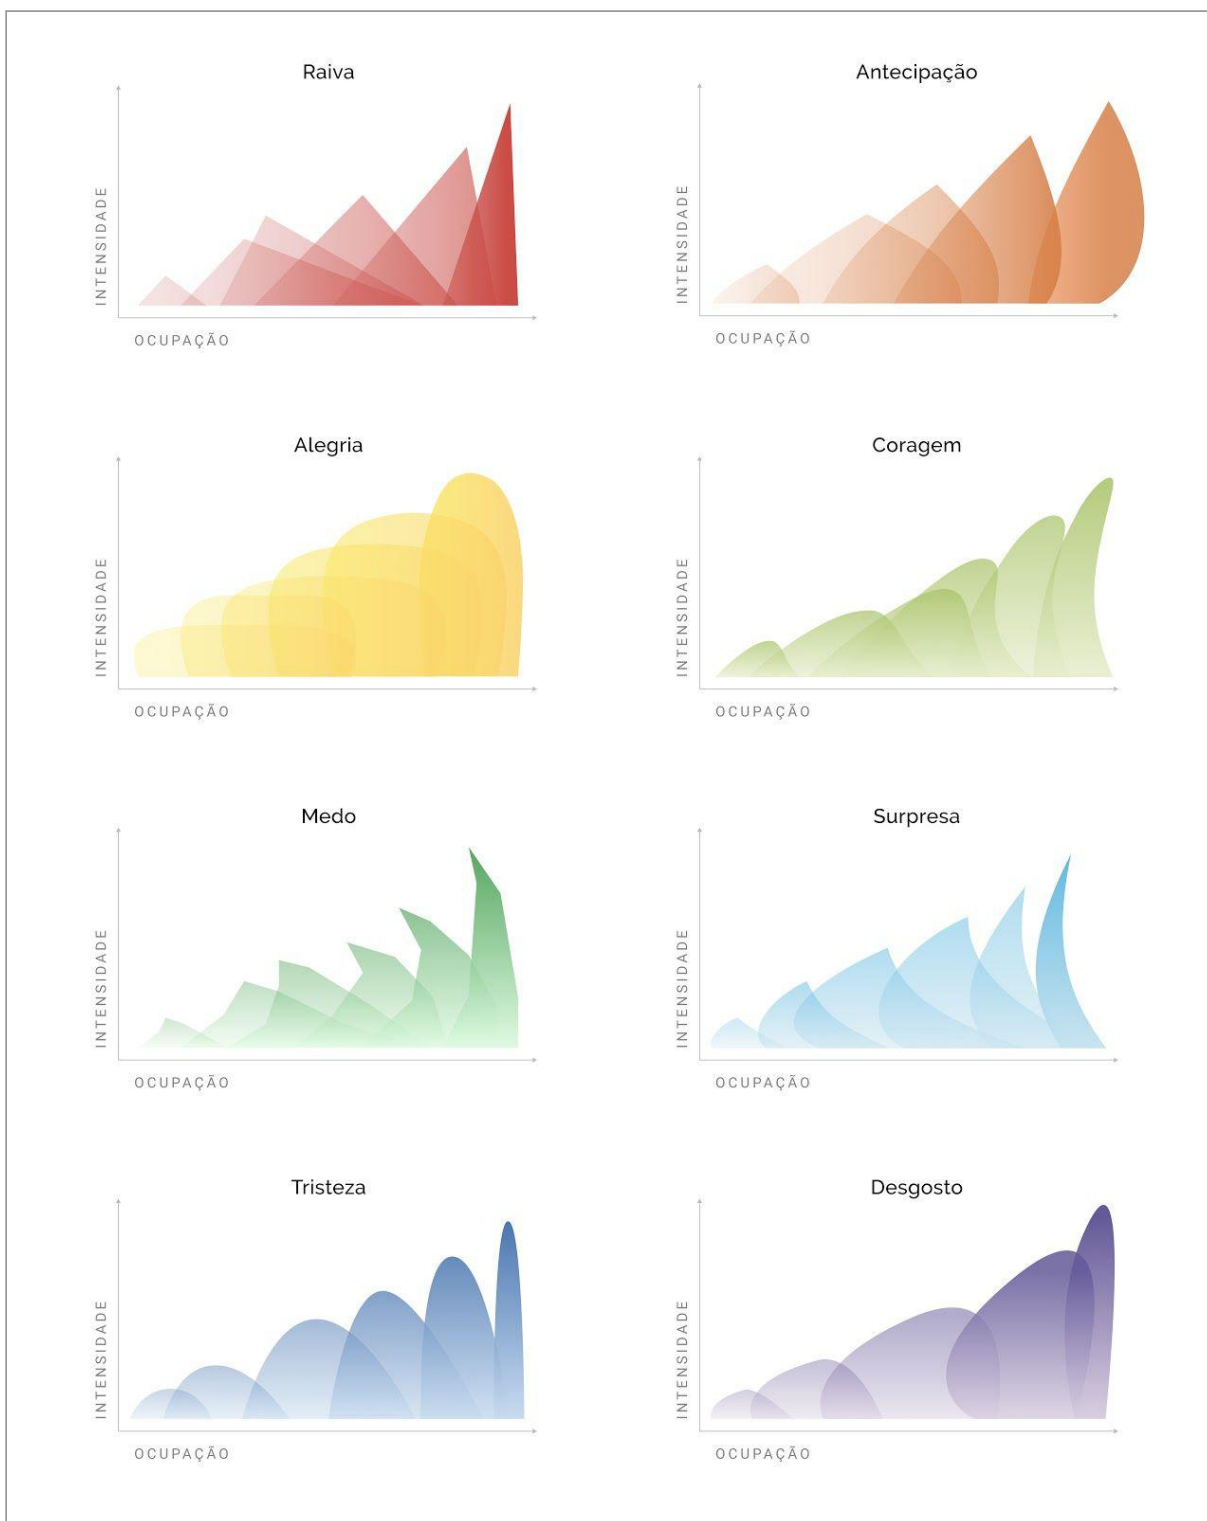 Raiva
INTENSIDADE
OCUPAÇÃO
Antecipação
INTENSIDADE
OCUPAÇÃO
Alegria
INTENSIDADE
OCUPAÇÃO
Coragem
INTENSIDADE
OCUPAÇÃO
Medo
INTENSIDADE
OCUPAÇÃO
Surpresa
INTENSIDADE
OCUPAÇÃO
Tristeza
INTENSIDADE
OCUPAÇÃO
Desgosto
INTENSIDADE
OCUPAÇÃO